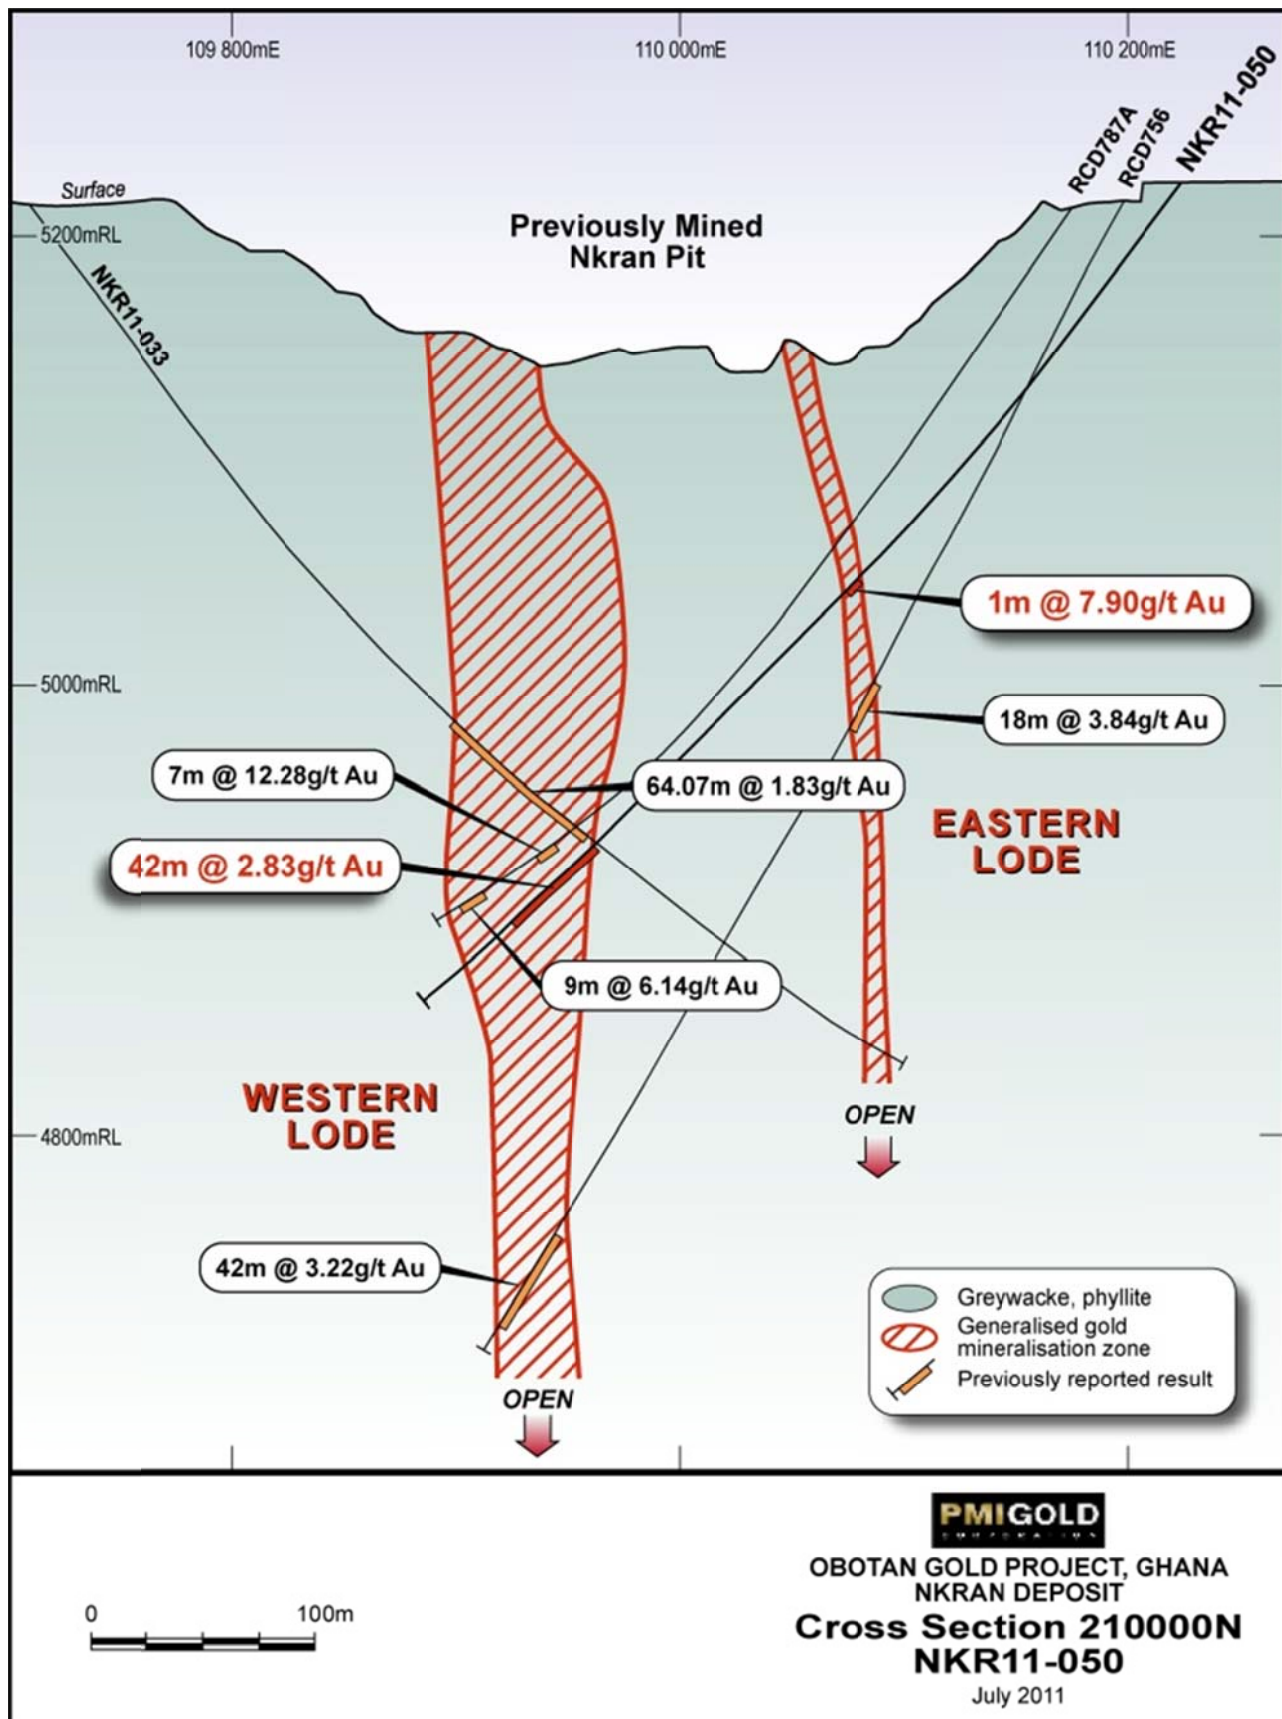 109 800mE
110 000mE
110 200mE
RCD787A
RCD756
NKR11-050
Surface
5200mRL
NKR11-033
Previously Mined
Nkran Pit
1m @ 7.90g/t Au
5000mRL
18m @ 3.84g/t Au
7m @ 12.28g/t Au
64.07m @ 1.83g/t Au
EASTERN
LODE
42m @ 2.83g/t Au
9m @ 6.14g/t Au
WESTERN
LODE
4800mRL
OPEN
42m @ 3.22g/t Au
OPEN
Greywacke, phyllite
Generalised gold
mineralisation zone
Previously reported result
PMIGOLD
CORPORATION
OBOTAN GOLD PROJECT, GHANA
NKRAN DEPOSIT
Cross Section 210000N
NKR11-050
July 2011
0 100m